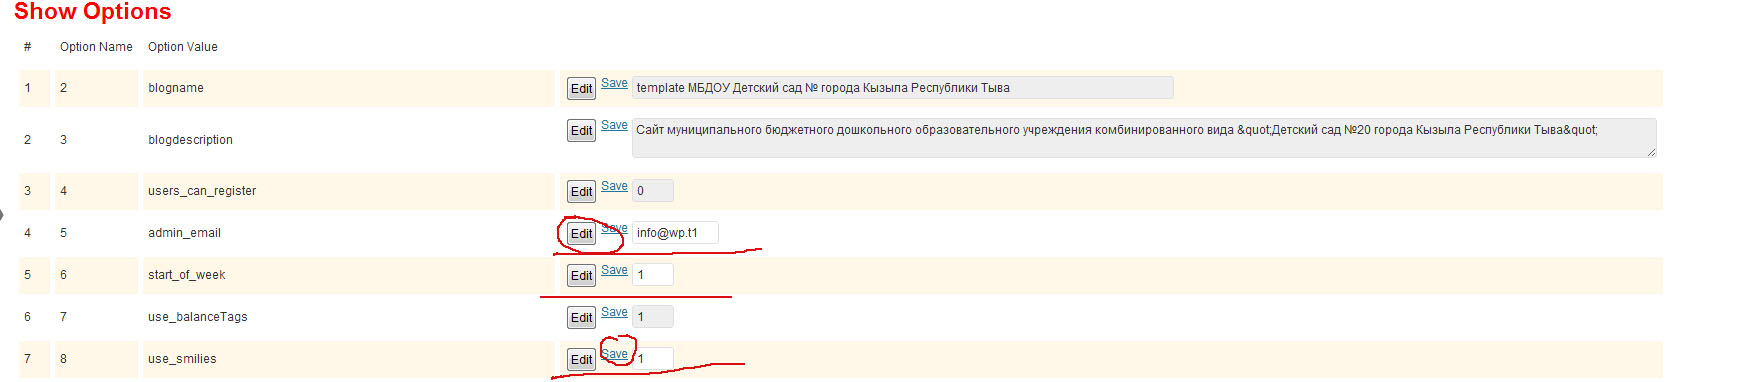 Show Options
# Option Name Option Value
1 2 blogname Edit Save template МБДОУ Детский сад № города Кызыла Республики Тыва
2 3 blogdescription Edit Save Сайт муниципального бюджетного дошкольного образовательного учреждения комбинированного вида &quot;Детский сад №20 города Кызыла Республики Тыва&quot;
3 4 users_can_register Edit Save 0
4 5 admin_email Edit Save info@wp.t1
5 6 start_of_week Edit Save 1
6 7 use_balanceTags Edit Save 1
7 8 use_smilies Edit Save 1